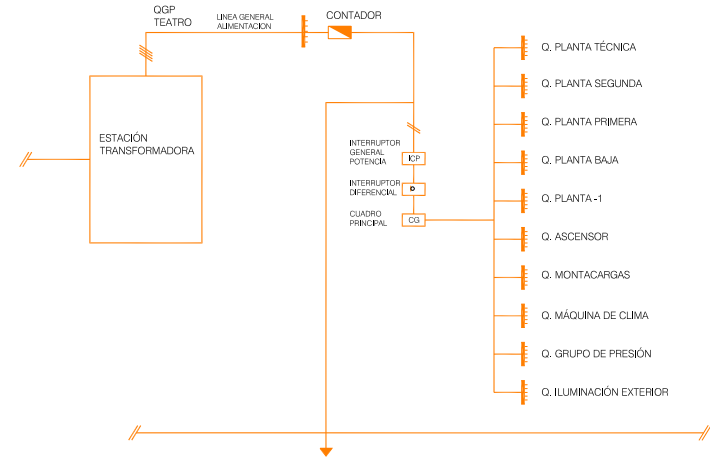 QGP
TEATRO
LINEA GENERAL
ALIMENTACION
CONTADOR
ESTACIÓN
TRANSFORMADORA
INTERRUPTOR
GENERAL
POTENCIA
ICP
INTERRUPTOR
DIFERENCIAL
ID
CUADRO
PRINCIPAL
CG
Q. PLANTA TÉCNICA
Q. PLANTA SEGUNDA
Q. PLANTA PRIMERA
Q. PLANTA BAJA
Q. PLANTA -1
Q. ASCENSOR
Q. MONTACARGAS
Q. MÁQUINA DE CLIMA
Q. GRUPO DE PRESIÓN
Q. ILUMINACIÓN EXTERIOR